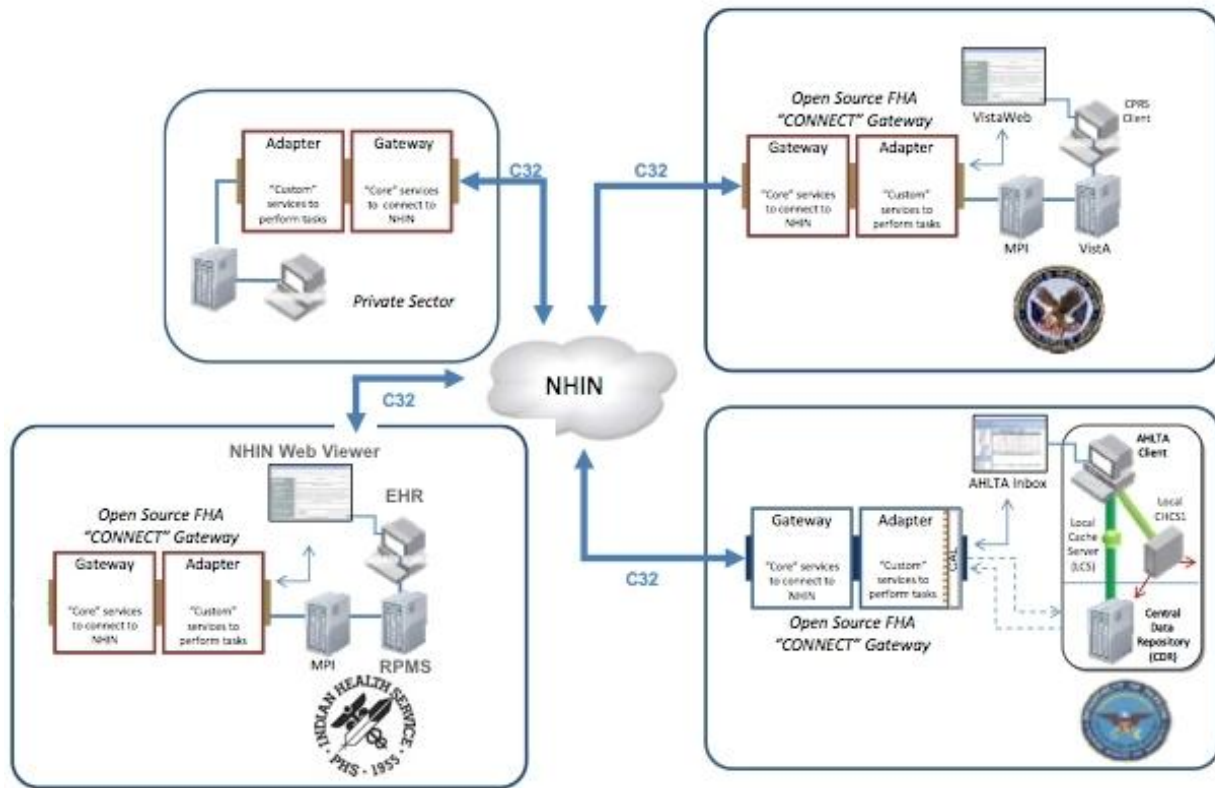 Open Source FHA
"CONNECT" Gateway
VistaWeb
CPRS
Client
Gateway
"Core" services
to connect to
NHIN
Adapter
"Custom"
services to
perform tasks
MPI
VistA
C32
Adapter
"Custom"
services to
perform tasks
Gateway
"Core" services
to connect to
NHIN
C32
Private Sector
NHIN
C32
NHIN Web Viewer
EHR
Open Source FHA
"CONNECT" Gateway
Gateway
"Core" services
to connect to
NHIN
Adapter
"Custom"
services to
perform tasks
MPI
RPMS
INDIAN HEALTH SERVICE
PHS - 1955
C32
AHLTA
Client
AHLTA Inbox
Local
CHCS1
Local
Cache
Server
(LCS)
Gateway
"Core" services
to connect to
NHIN
Adapter
"Custom"
services to
perform tasks
CAL
Open Source FHA
"CONNECT" Gateway
Central
Data
Repository
(CDR)